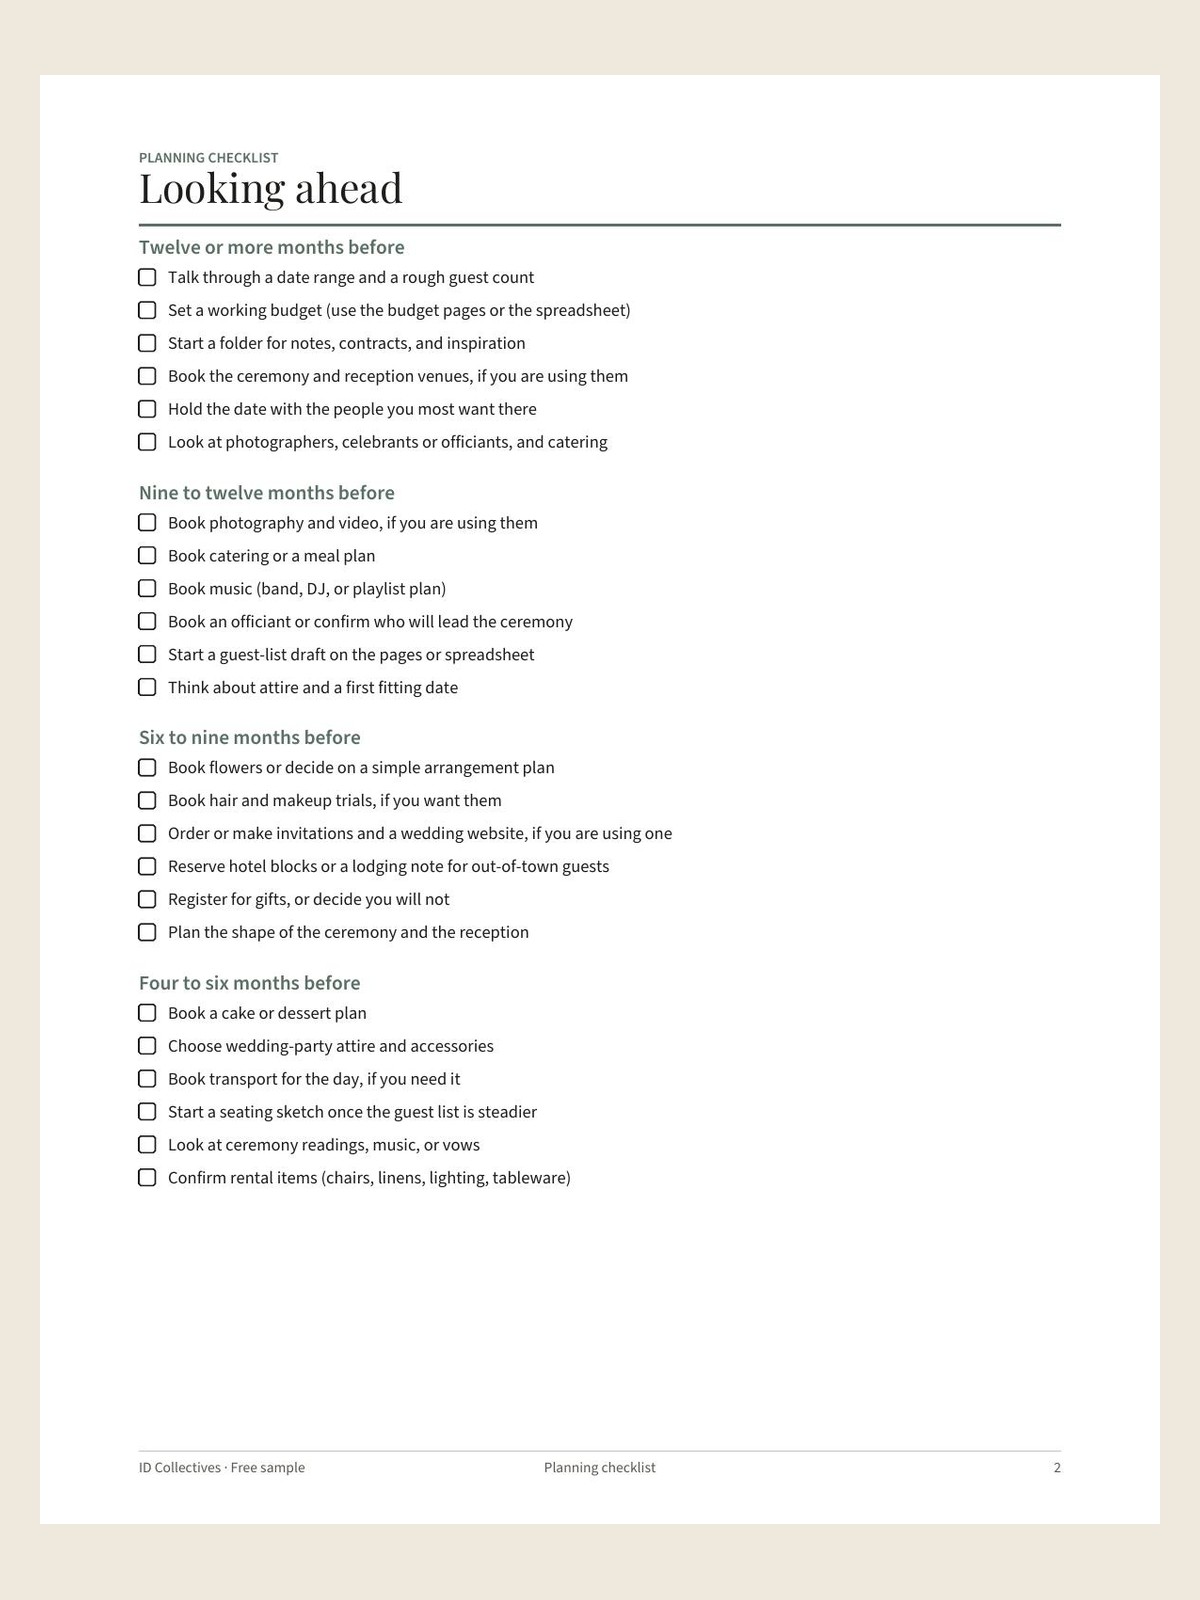 PLANNING CHECKLIST
Looking ahead
Twelve or more months before
Talk through a date range and a rough guest count
Set a working budget (use the budget pages or the spreadsheet)
Start a folder for notes, contracts, and inspiration
Book the ceremony and reception venues, if you are using them
Hold the date with the people you most want there
Look at photographers, celebrants or officiants, and catering
Nine to twelve months before
Book photography and video, if you are using them
Book catering or a meal plan
Book music (band, DJ, or playlist plan)
Book an officiant or confirm who will lead the ceremony
Start a guest-list draft on the pages or spreadsheet
Think about attire and a first fitting date
Six to nine months before
Book flowers or decide on a simple arrangement plan
Book hair and makeup trials, if you want them
Order or make invitations and a wedding website, if you are using one
Reserve hotel blocks or a lodging note for out-of-town guests
Register for gifts, or decide you will not
Plan the shape of the ceremony and the reception
Four to six months before
Book a cake or dessert plan
Choose wedding-party attire and accessories
Book transport for the day, if you need it
Start a seating sketch once the guest list is steadier
Look at ceremony readings, music, or vows
Confirm rental items (chairs, linens, lighting, tableware)
ID Collectives · Free sample Planning checklist 2